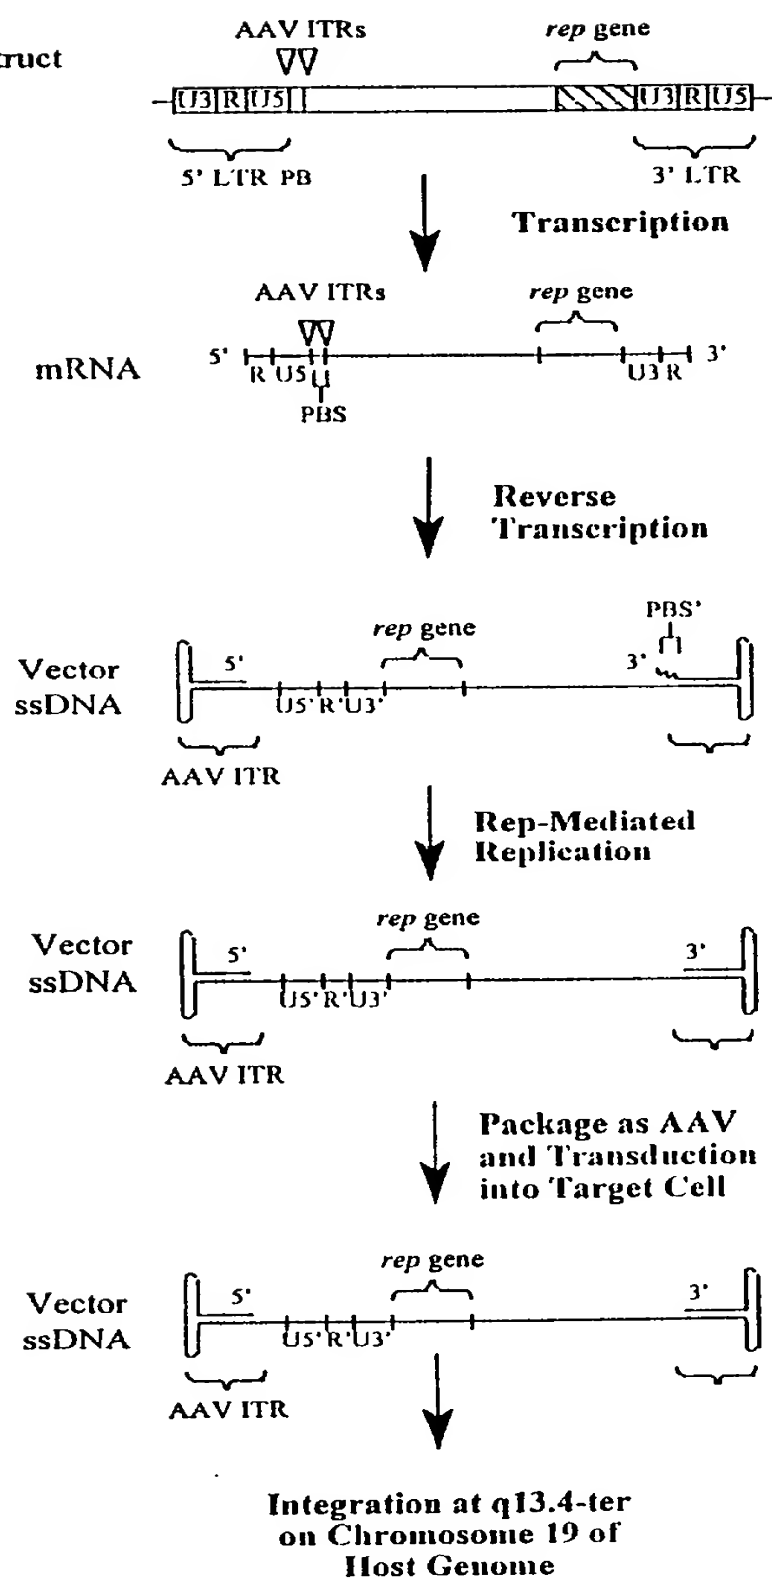 AAV ITRs
rep gene
truct
U3 R U5
U3 R U5
5' LTR PB
3' LTR
Transcription
AAV ITRs
rep gene
mRNA
5'
3'
R U5 U
U3 R
PBS
Reverse
Transcription
PBS'
rep gene
Vector
ssDNA
5'
3'
U5' R' U3'
AAV ITR
Rep-Mediated
Replication
rep gene
Vector
ssDNA
5'
3'
U5' R' U3'
AAV ITR
Package as AAV
and Transduction
into Target Cell
rep gene
Vector
ssDNA
5'
3'
U5' R' U3'
AAV ITR
Integration at q13.4-ter
on Chromosome 19 of
Host Genome